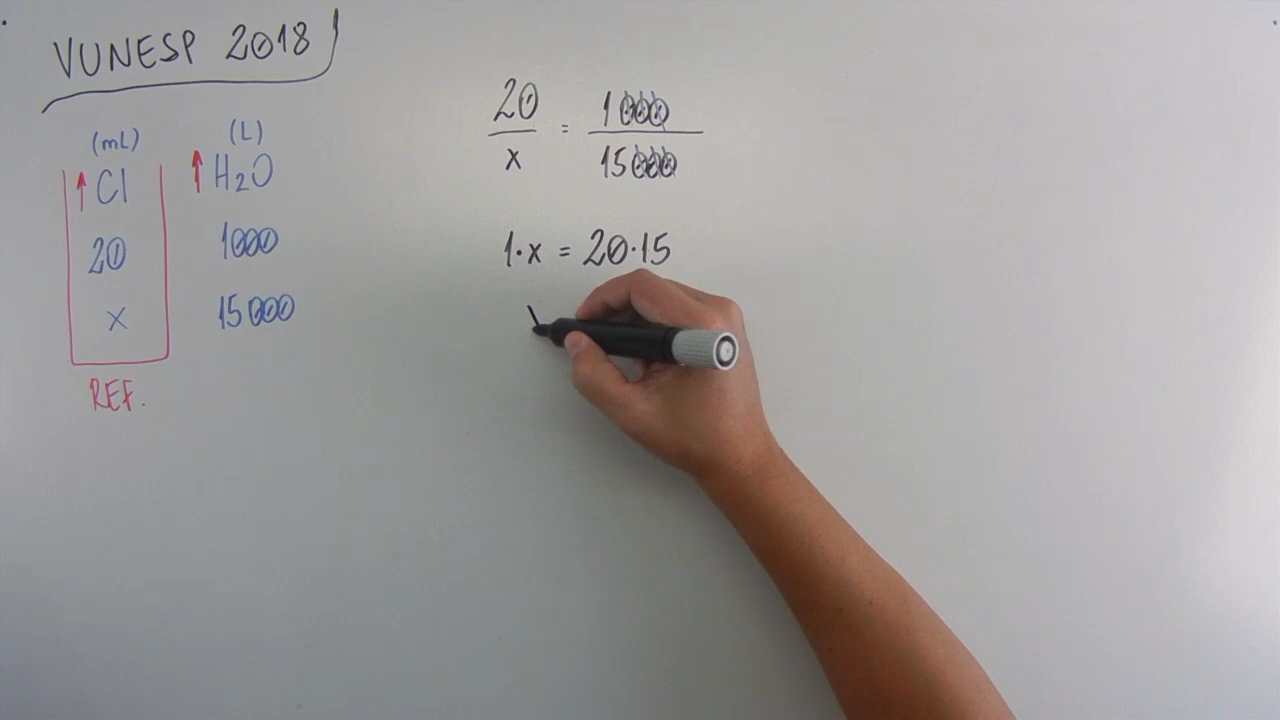 VUNESP 2018
(mL) (L)
Cl H₂O
20 1000
x 15000
REF.
20/x = 1000/15000
1·x = 20·15